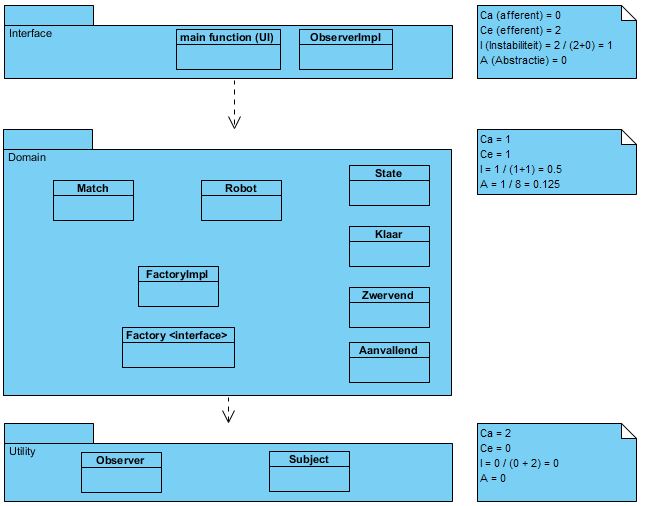 Interface
main function (UI)
ObserverImpl
Ca (afferent) = 0
Ce (efferent) = 2
I (Instabiliteit) = 2 / (2+0) = 1
A (Abstractie) = 0
Domain
Match
Robot
State
Klaar
FactoryImpl
Zwervend
Factory <interface>
Aanvallend
Ca = 1
Ce = 1
I = 1 / (1+1) = 0.5
A = 1 / 8 = 0.125
Utility
Observer
Subject
Ca = 2
Ce = 0
I = 0 / (0 + 2) = 0
A = 0